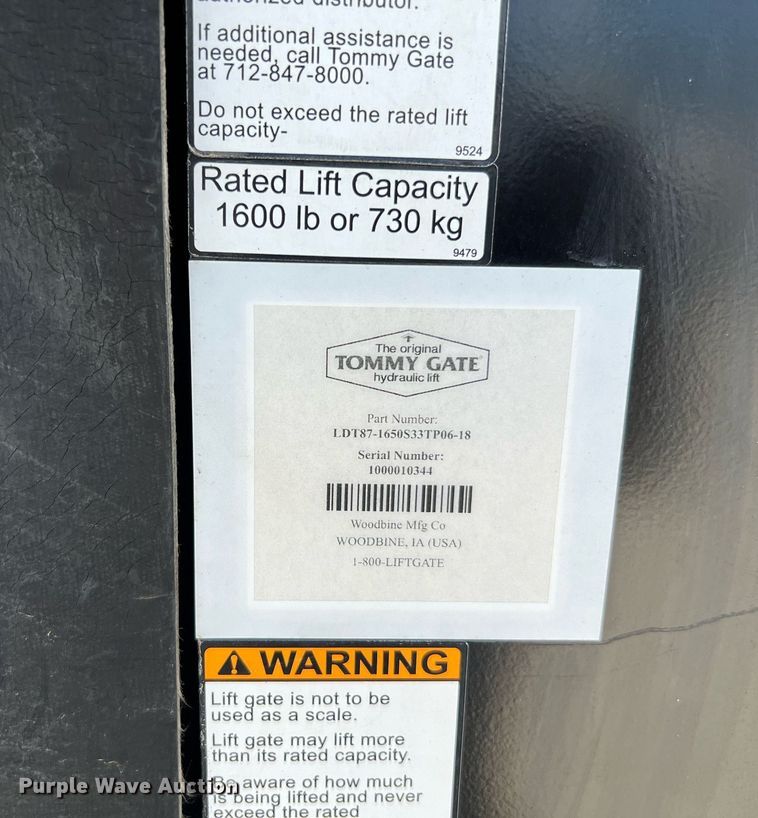 authorized distributor.
If additional assistance is
needed, call Tommy Gate
at 712-847-8000.
Do not exceed the rated lift
capacity-
9524
Rated Lift Capacity
1600 lb or 730 kg
9479
The original
TOMMY GATE
hydraulic lift
Part Number:
LDT87-1650S33TP06-18
Serial Number:
1000010344
Woodbine Mfg Co
WOODBINE, IA (USA)
1-800-LIFTGATE
WARNING
Lift gate is not to be
used as a scale.
Lift gate may lift more
than its rated capacity.
Be aware of how much
is being lifted and never
exceed the rated
Purple Wave Auction